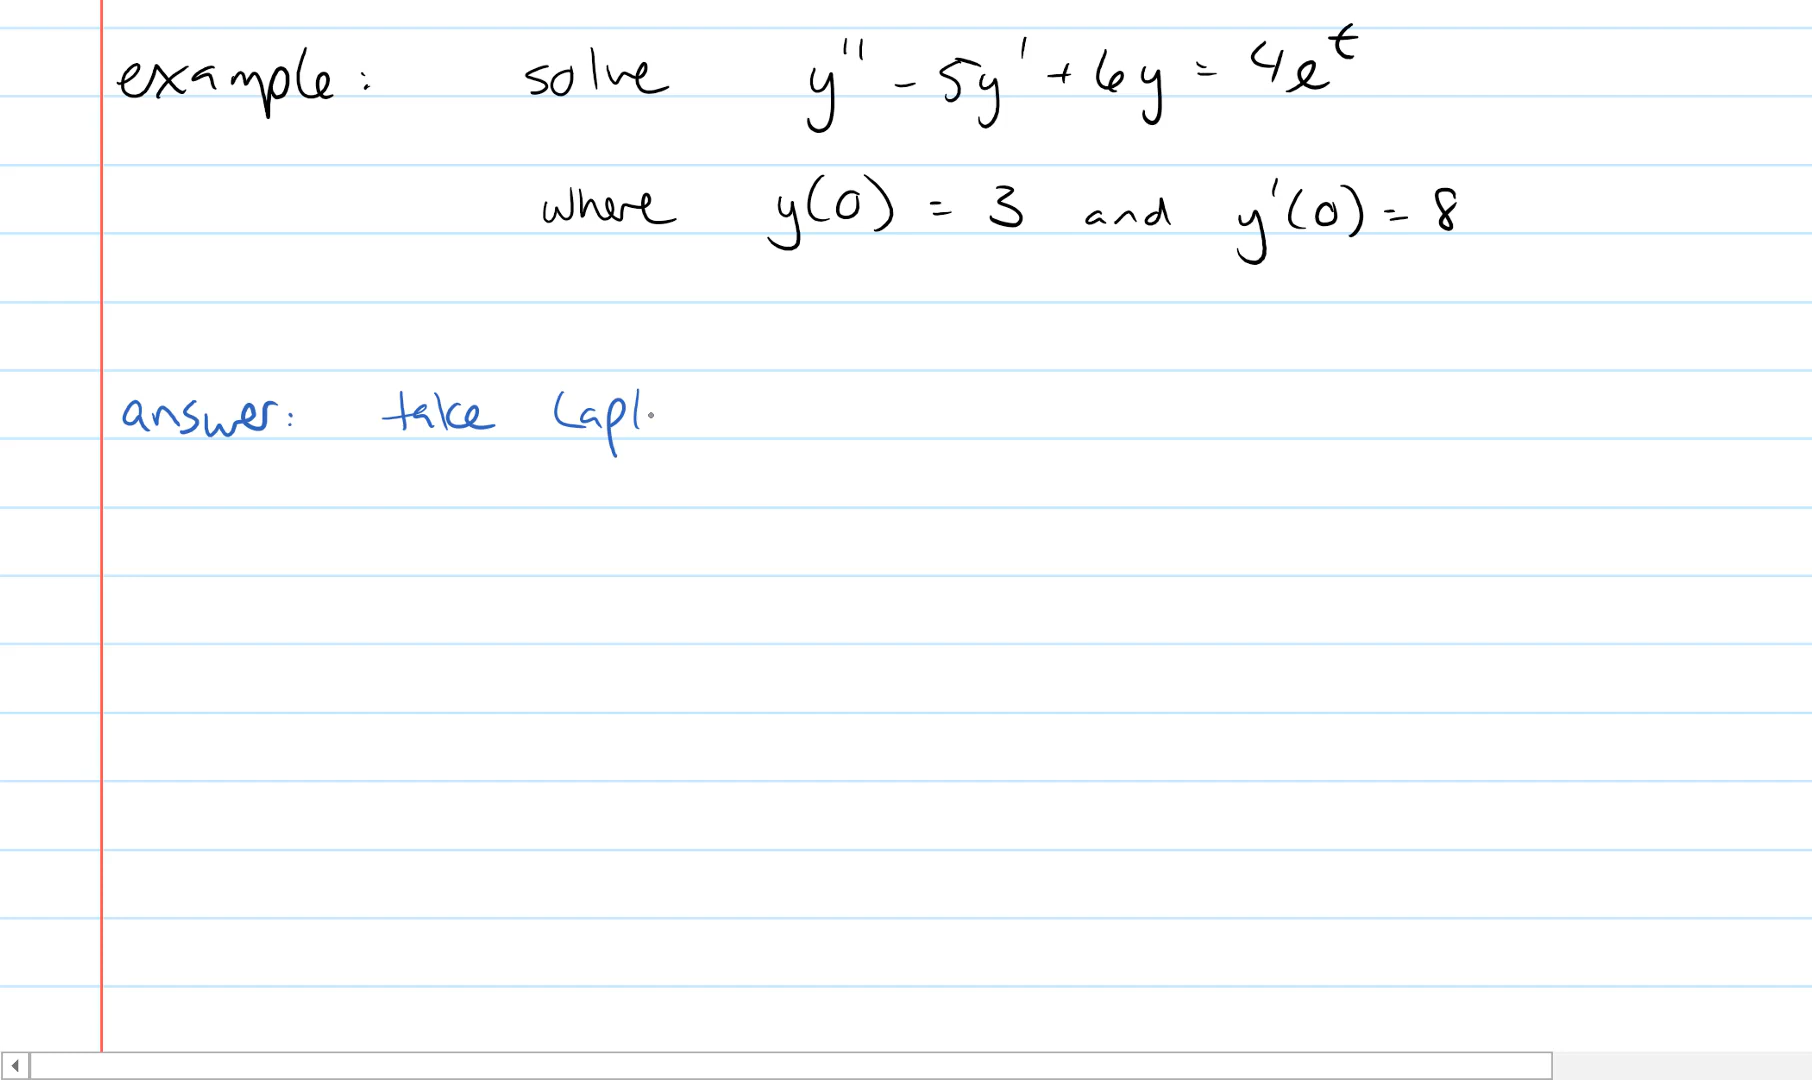 example: solve y'' - 5y' + 6y = 4e^t
where y(0) = 3 and y'(0) = 8
answer: take Lapl